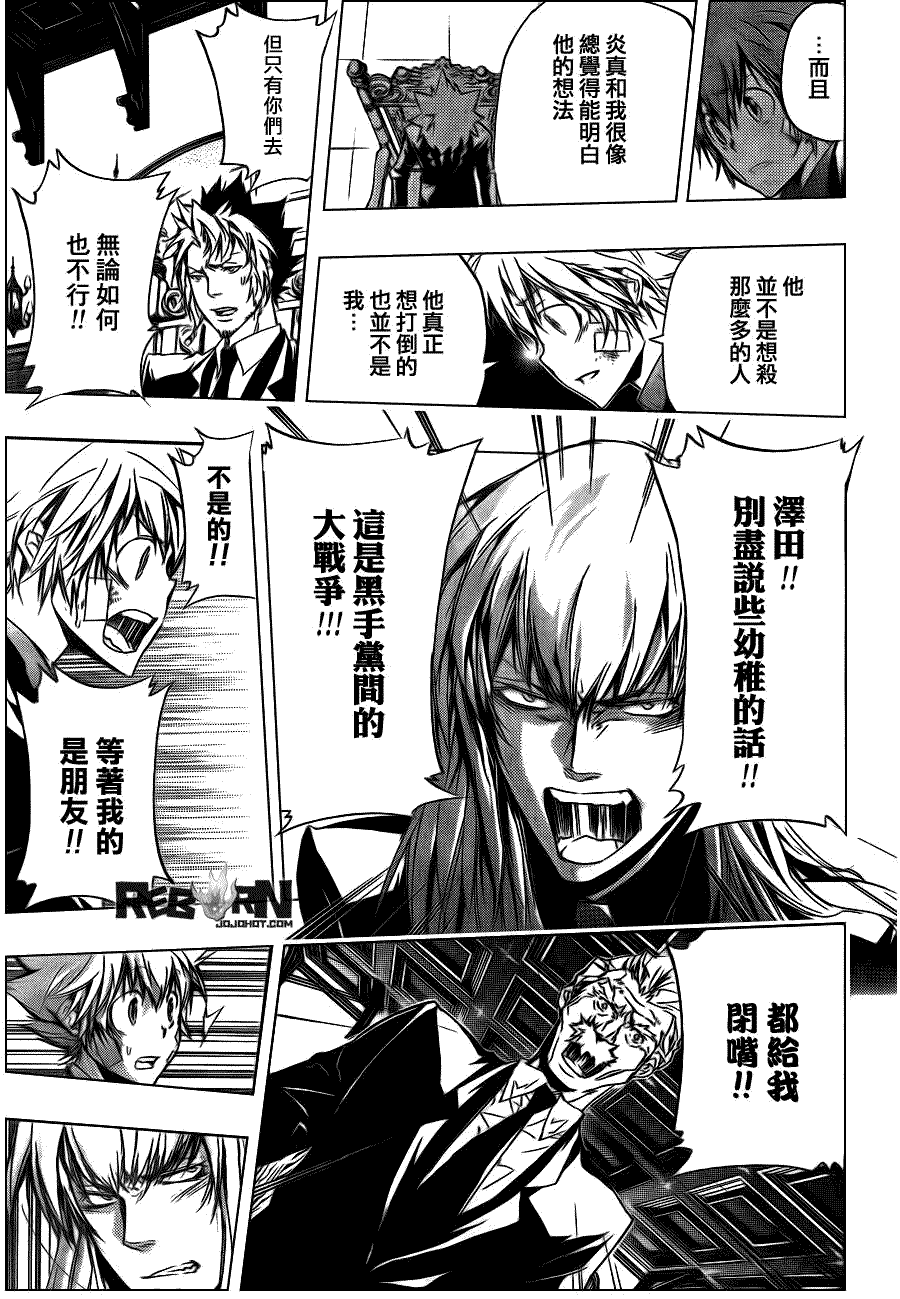 …而且
炎真和我很像
總覺得能明白
他的想法
但只有你們去
無論如何
也不行!!
他
並不是想殺
那麼多的人
他真正
想打倒的
也並不是
我…
澤田!!
別盡説些幼稚的話!!
這是黑手黨間的
大戰爭!!!
不是的!!
等著我的
是朋友!!
REBORN
JOJOHOT.COM
都給我
閉嘴!!